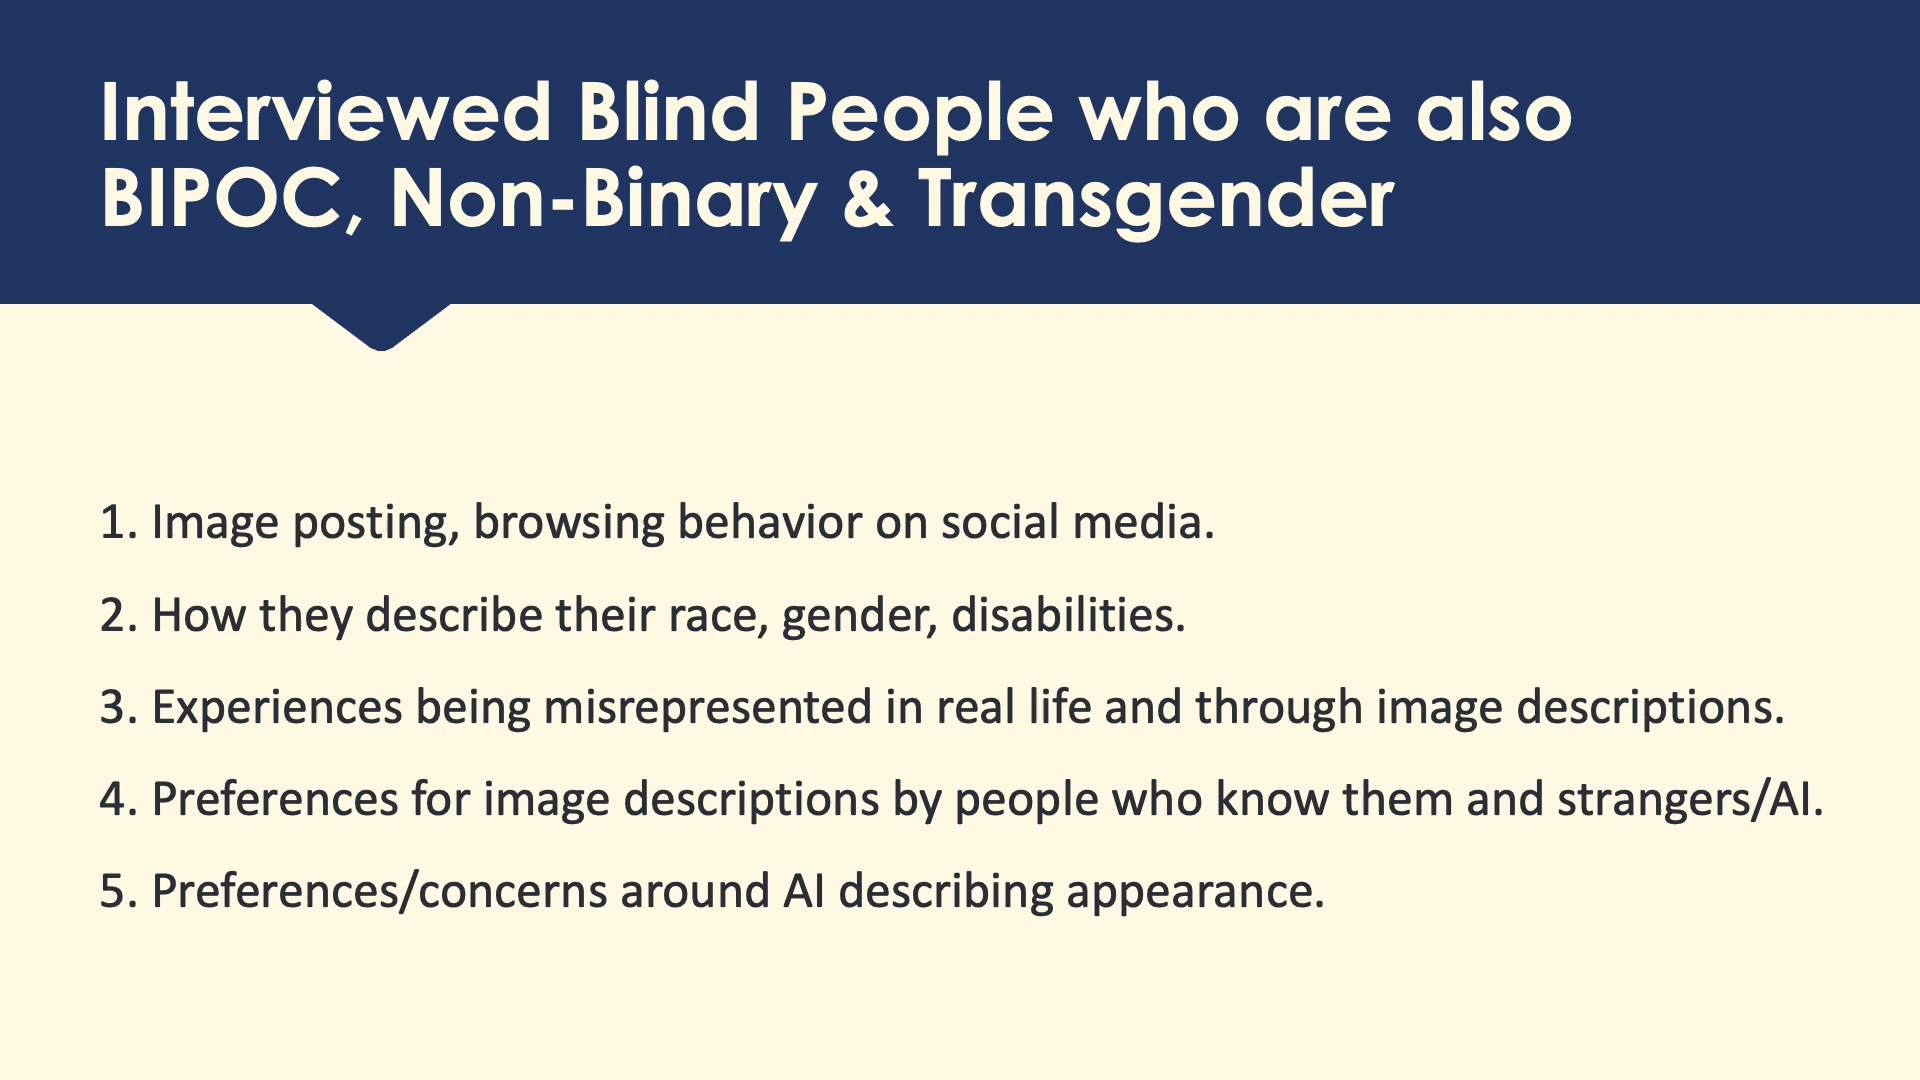 Interviewed Blind People who are also
BIPOC, Non-Binary & Transgender
1. Image posting, browsing behavior on social media.
2. How they describe their race, gender, disabilities.
3. Experiences being misrepresented in real life and through image descriptions.
4. Preferences for image descriptions by people who know them and strangers/AI.
5. Preferences/concerns around AI describing appearance.